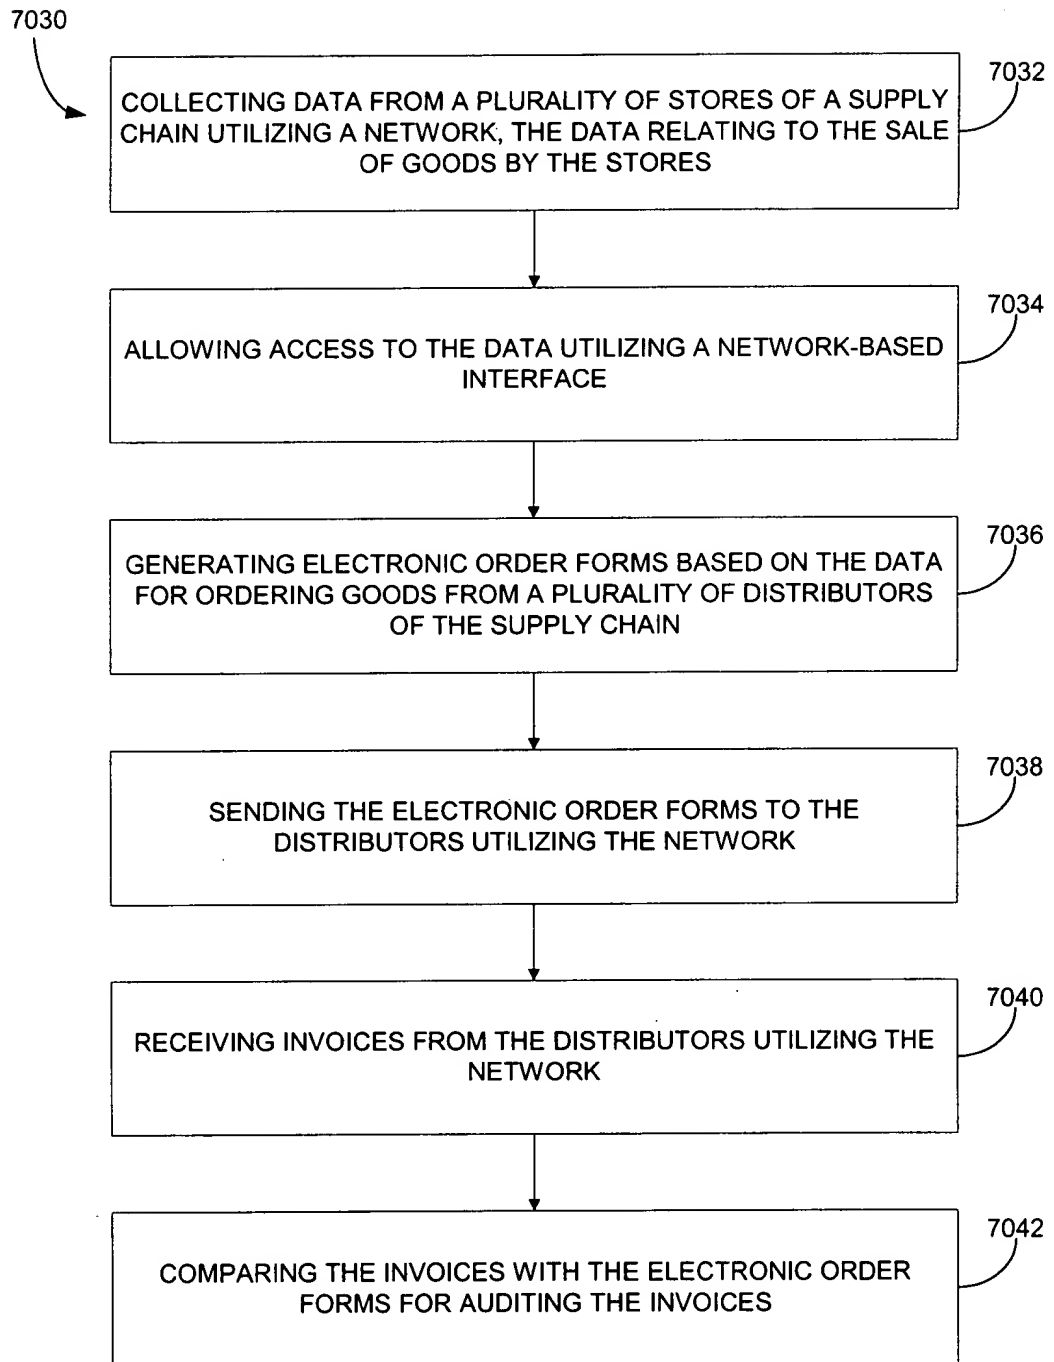 7030
7032
COLLECTING DATA FROM A PLURALITY OF STORES OF A SUPPLY
CHAIN UTILIZING A NETWORK, THE DATA RELATING TO THE SALE
OF GOODS BY THE STORES
7034
ALLOWING ACCESS TO THE DATA UTILIZING A NETWORK-BASED
INTERFACE
7036
GENERATING ELECTRONIC ORDER FORMS BASED ON THE DATA
FOR ORDERING GOODS FROM A PLURALITY OF DISTRIBUTORS
OF THE SUPPLY CHAIN
7038
SENDING THE ELECTRONIC ORDER FORMS TO THE
DISTRIBUTORS UTILIZING THE NETWORK
7040
RECEIVING INVOICES FROM THE DISTRIBUTORS UTILIZING THE
NETWORK
7042
COMPARING THE INVOICES WITH THE ELECTRONIC ORDER
FORMS FOR AUDITING THE INVOICES